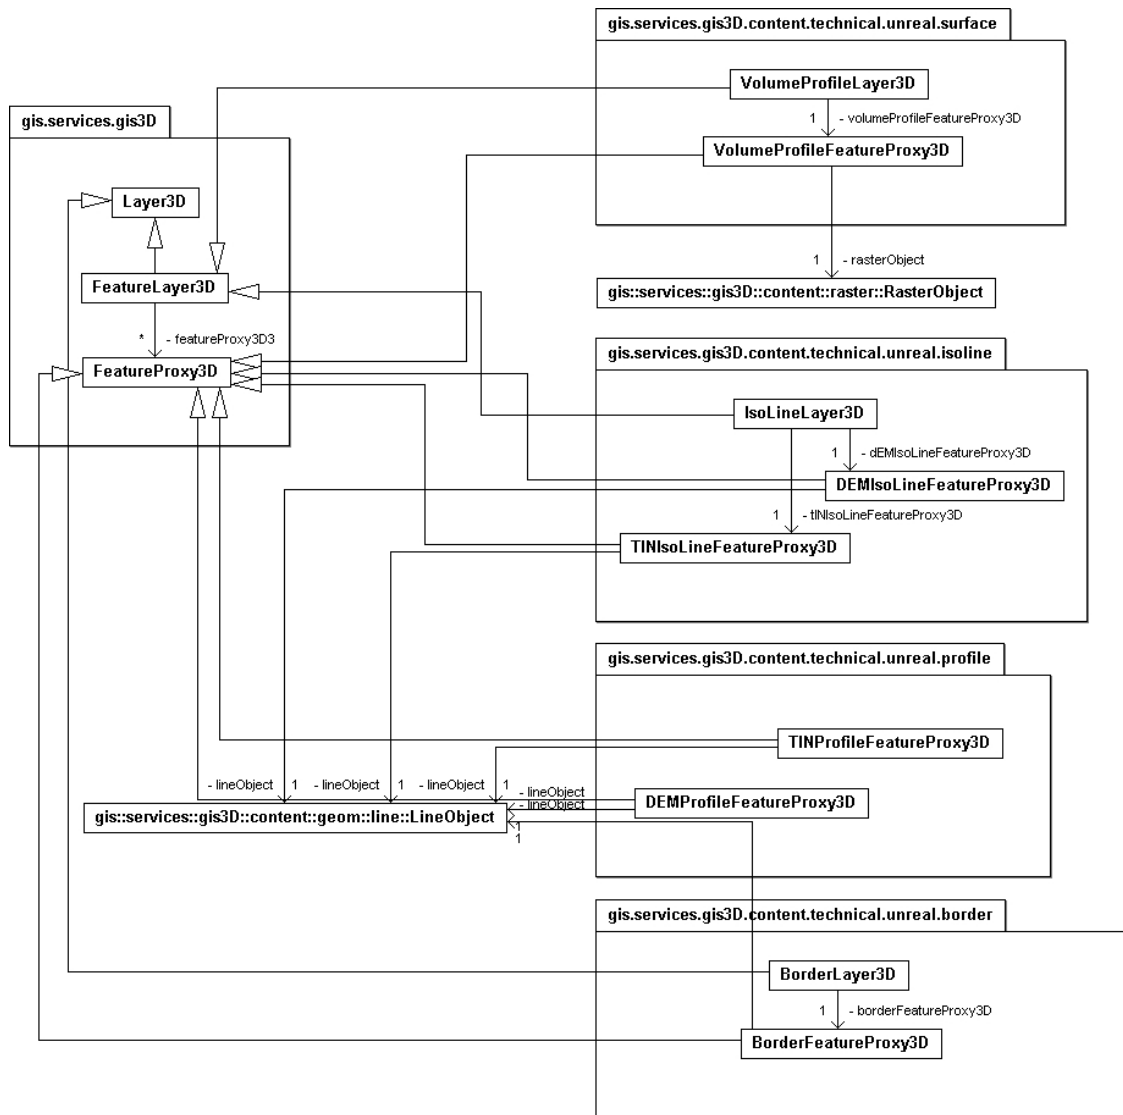 gis.services.gis3D.content.technical.unreal.surface
VolumeProfileLayer3D
1 - volumeProfileFeatureProxy3D
VolumeProfileFeatureProxy3D
1 - rasterObject
gis::services::gis3D::content::raster::RasterObject
gis.services.gis3D
Layer3D
FeatureLayer3D
* - featureProxy3D3
FeatureProxy3D
gis.services.gis3D.content.technical.unreal.isoline
IsoLineLayer3D
1 - dEMIsoLineFeatureProxy3D
DEMIsoLineFeatureProxy3D
1 - tINIsoLineFeatureProxy3D
TINIsoLineFeatureProxy3D
gis.services.gis3D.content.technical.unreal.profile
TINProfileFeatureProxy3D
- lineObject 1 - lineObject 1 - lineObject 1
- lineObject
- lineObject
DEMProfileFeatureProxy3D
gis::services::gis3D::content::geom::line::LineObject
1
1
gis.services.gis3D.content.technical.unreal.border
BorderLayer3D
1 - borderFeatureProxy3D
BorderFeatureProxy3D